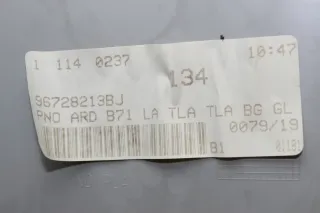 1 114 0237 10:47
134
96728213BJ
PNO ARD B71 LA TLA TLA BG GL
0079/19
B1